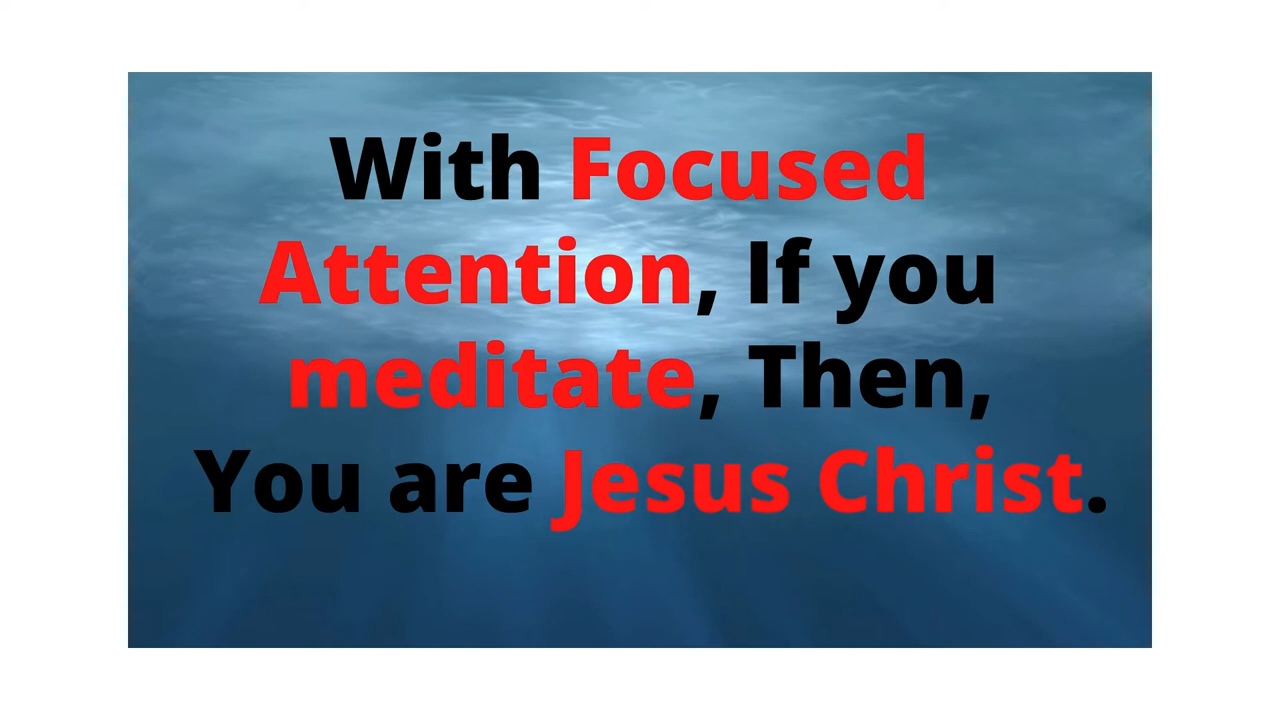 With Focused
Attention, If you
meditate, Then,
You are Jesus Christ.